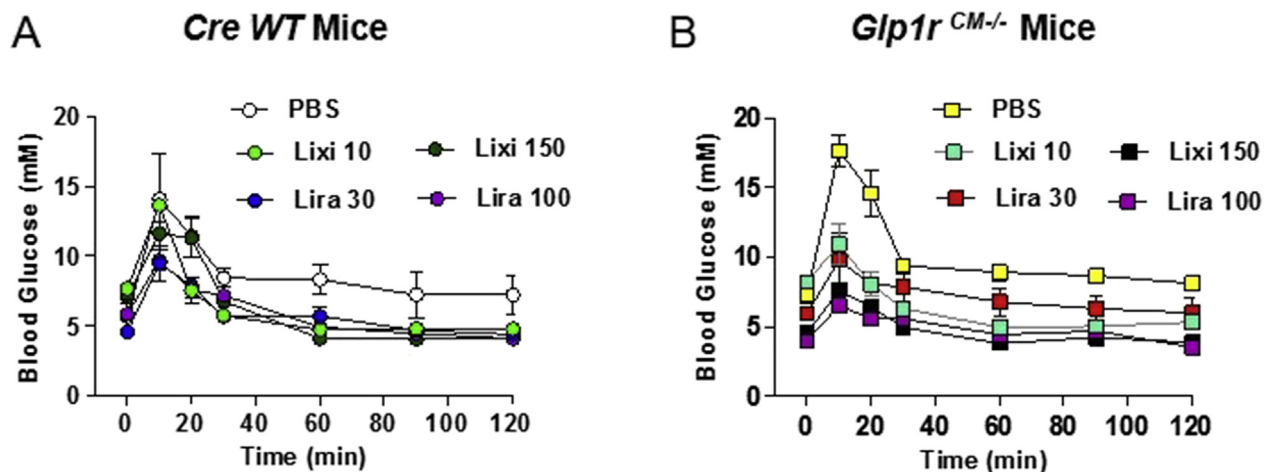 A
Cre WT Mice
PBS
Lixi 10
Lixi 150
Lira 30
Lira 100
Blood Glucose (mM)
20
15
10
5
0
0 20 40 60 80 100 120
Time (min)
B
Glp1r CM-/- Mice
PBS
Lixi 10
Lixi 150
Lira 30
Lira 100
Blood Glucose (mM)
20
15
10
5
0
0 20 40 60 80 100 120
Time (min)